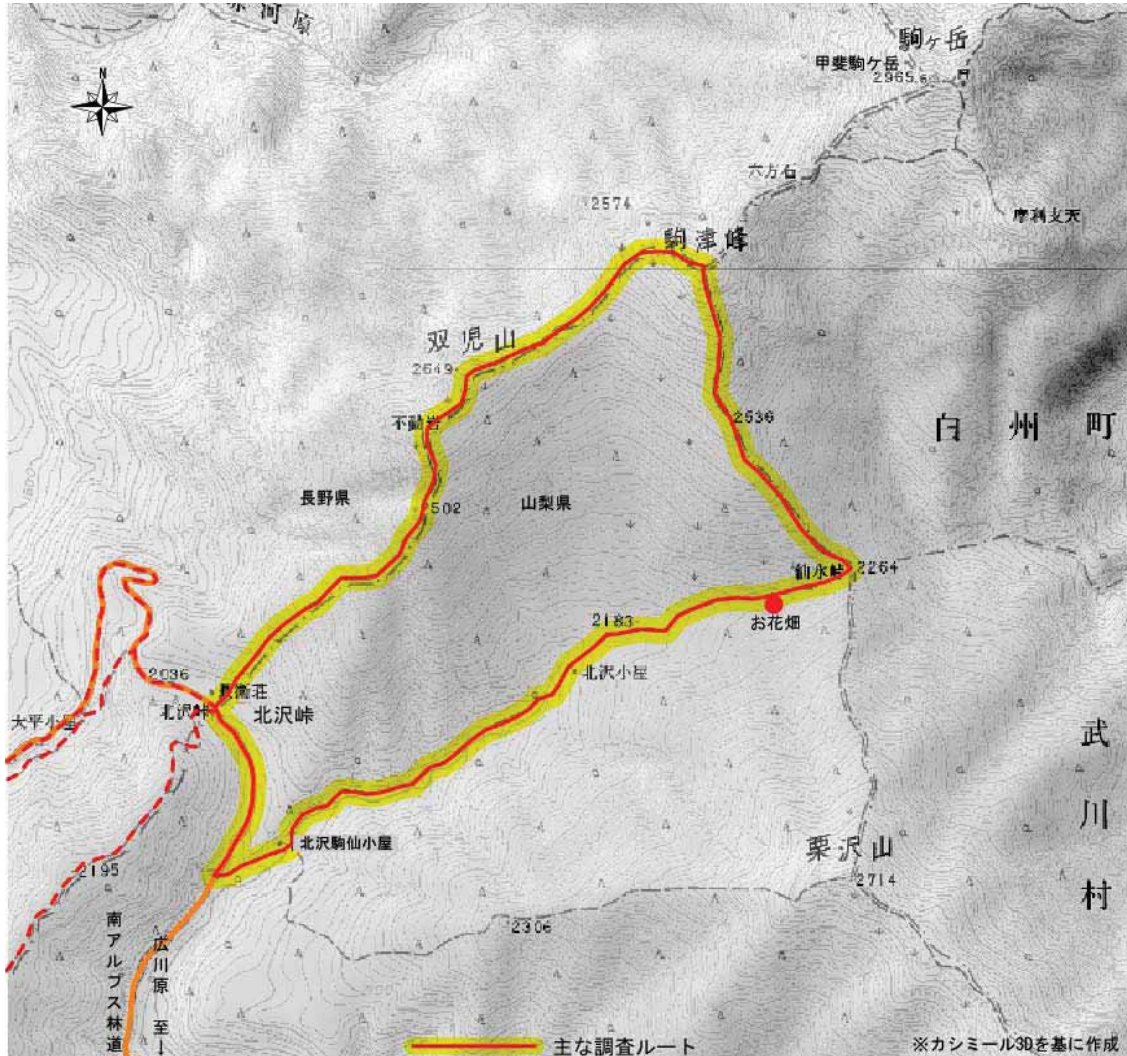 赤河原
N
駒ヶ岳
甲斐駒ケ岳
2965
六方石
摩利支天
2574
駒津峰
双児山
2649
不動岩
2536
白州町
長野県
山梨県
2502
仙水峠
2264
お花畑
2183
北沢小屋
2036
長衛荘
北沢峠
北沢峠
大平小屋
武川村
北沢駒仙小屋
栗沢山
2714
2195
2306
南アルプス林道
広川原 至↓
主な調査ルート
※カシミール3Dを基に作成